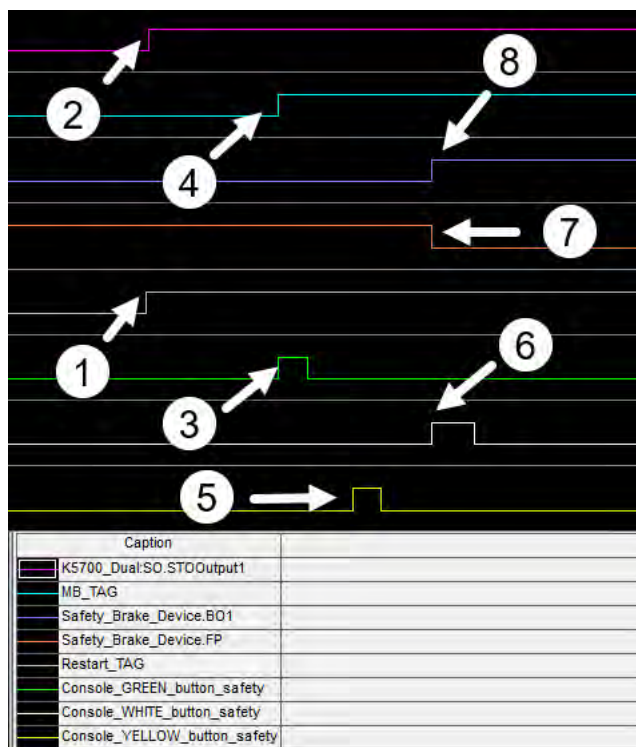 2
8
4
7
1
6
3
5
Caption
K5700_Dual:SO.STOOutput1
MB_TAG
Safety_Brake_Device.BO1
Safety_Brake_Device.FP
Restart_TAG
Console_GREEN_button_safety
Console_WHITE_button_safety
Console_YELLOW_button_safety